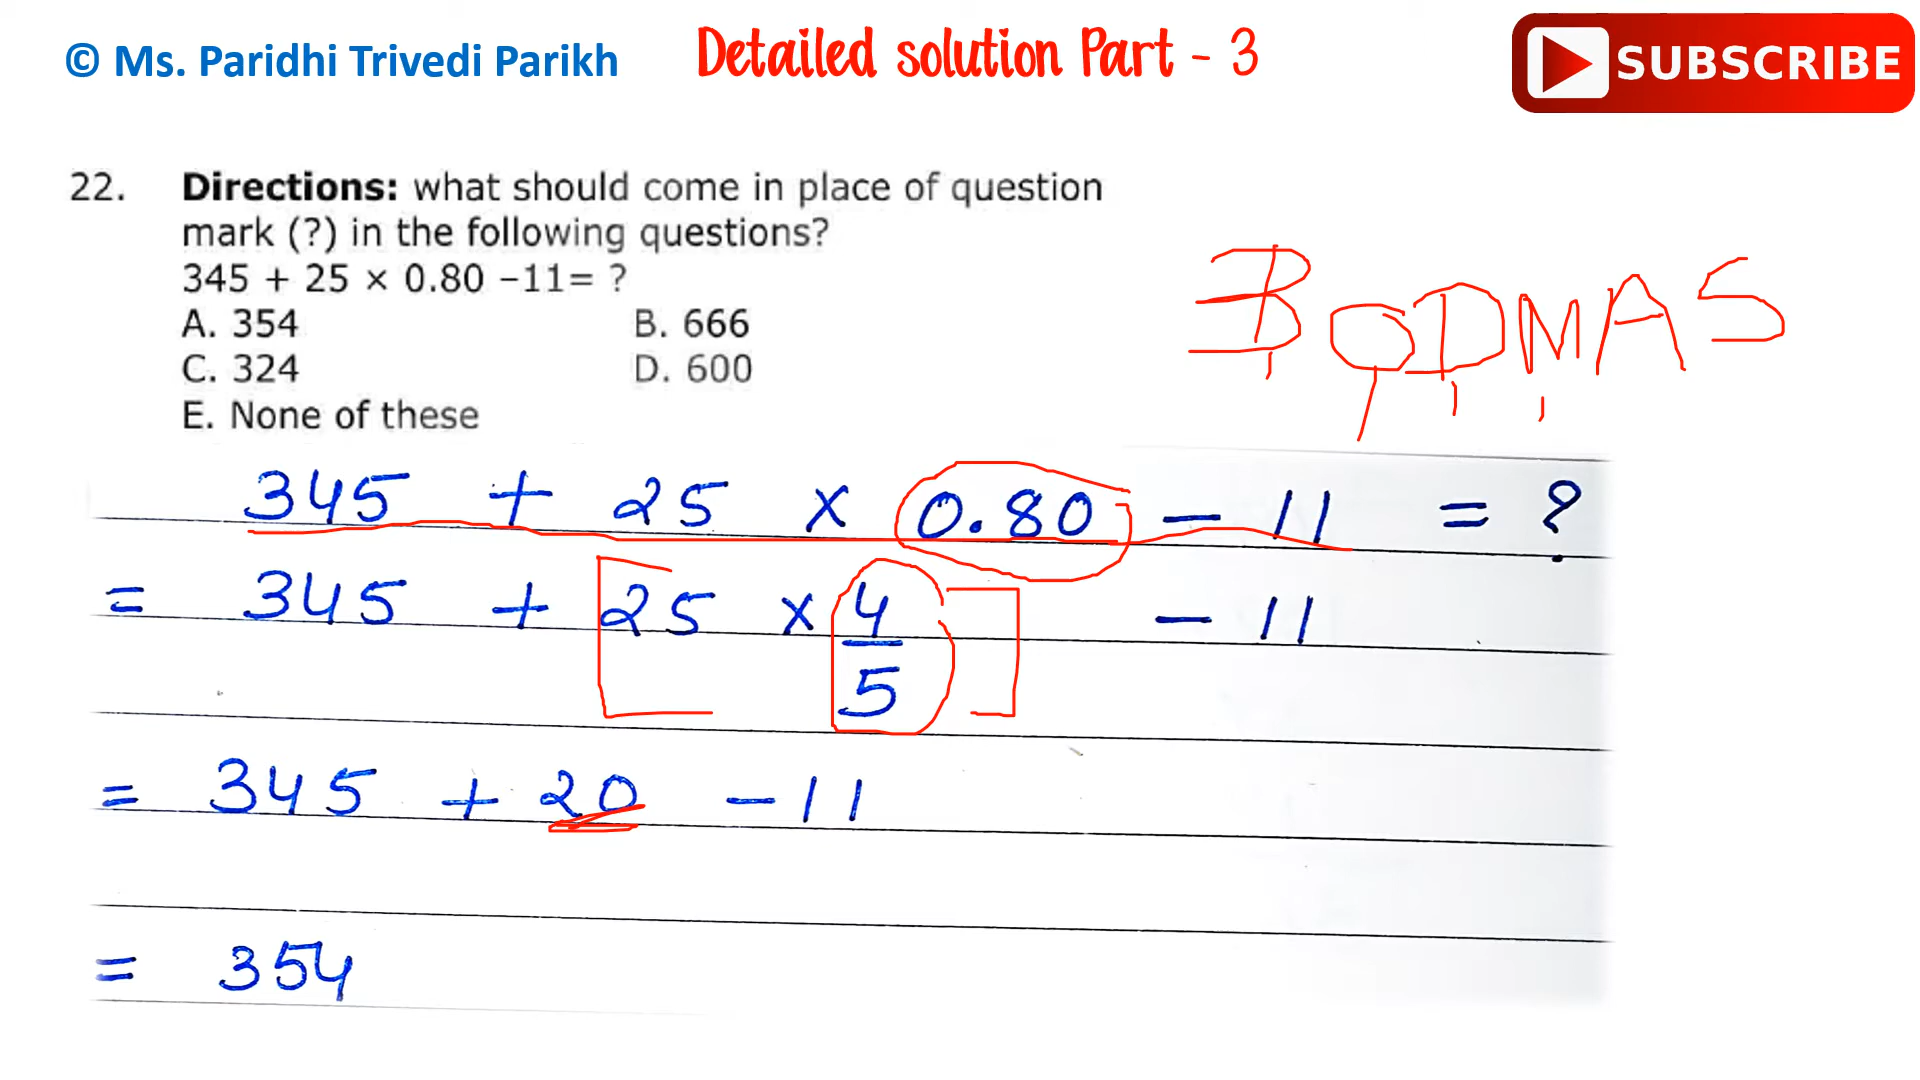 © Ms. Paridhi Trivedi Parikh
Detailed solution Part - 3
SUBSCRIBE
22. Directions: what should come in place of question
mark (?) in the following questions?
345 + 25 × 0.80 –11= ?
A. 354 B. 666
C. 324 D. 600
E. None of these
BODMAS
345 + 25 × 0.80 – 11 = ?
= 345 + [25 × 4/5] – 11
= 345 + 20 – 11
= 354